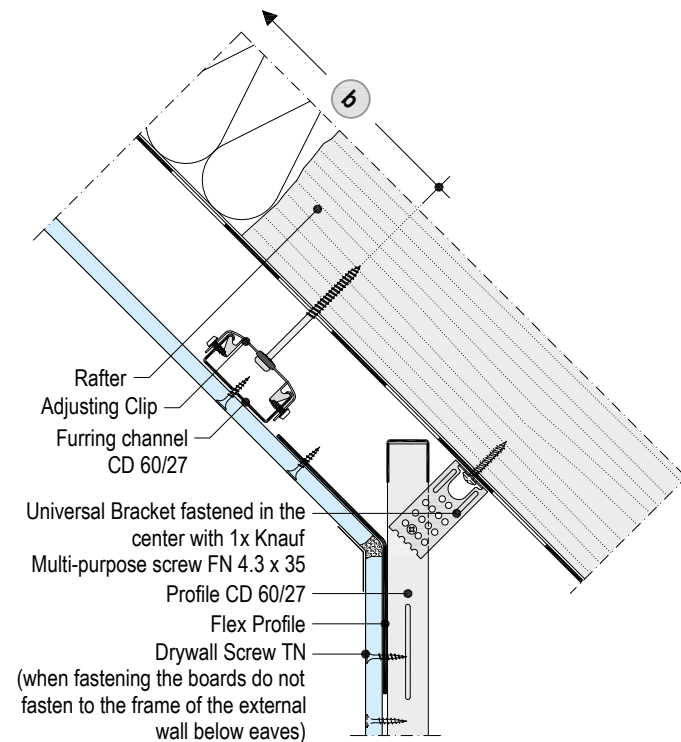 b
Rafter
Adjusting Clip
Furring channel
CD 60/27
Universal Bracket fastened in the
center with 1x Knauf
Multi-purpose screw FN 4.3 x 35
Profile CD 60/27
Flex Profile
Drywall Screw TN
(when fastening the boards do not
fasten to the frame of the external
wall below eaves)